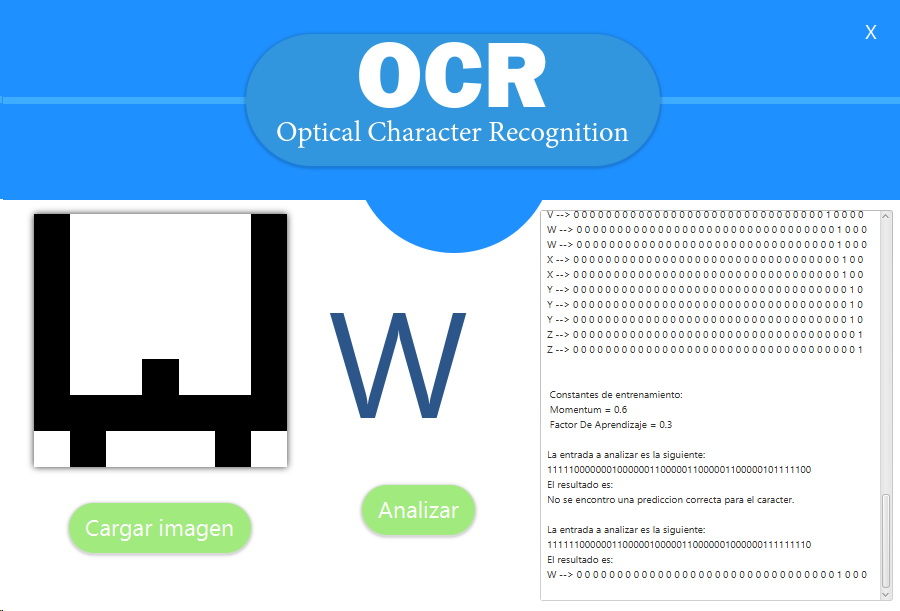 OCR
Optical Character Recognition
X
V --> 0 0 0 0 0 0 0 0 0 0 0 0 0 0 0 0 0 0 0 0 0 0 0 0 0 0 0 0 0 0 0 1 0 0 0 0
W --> 0 0 0 0 0 0 0 0 0 0 0 0 0 0 0 0 0 0 0 0 0 0 0 0 0 0 0 0 0 0 0 0 1 0 0 0
W --> 0 0 0 0 0 0 0 0 0 0 0 0 0 0 0 0 0 0 0 0 0 0 0 0 0 0 0 0 0 0 0 0 1 0 0 0
X --> 0 0 0 0 0 0 0 0 0 0 0 0 0 0 0 0 0 0 0 0 0 0 0 0 0 0 0 0 0 0 0 0 0 1 0 0
X --> 0 0 0 0 0 0 0 0 0 0 0 0 0 0 0 0 0 0 0 0 0 0 0 0 0 0 0 0 0 0 0 0 0 1 0 0
Y --> 0 0 0 0 0 0 0 0 0 0 0 0 0 0 0 0 0 0 0 0 0 0 0 0 0 0 0 0 0 0 0 0 0 0 1 0
Y --> 0 0 0 0 0 0 0 0 0 0 0 0 0 0 0 0 0 0 0 0 0 0 0 0 0 0 0 0 0 0 0 0 0 0 1 0
Y --> 0 0 0 0 0 0 0 0 0 0 0 0 0 0 0 0 0 0 0 0 0 0 0 0 0 0 0 0 0 0 0 0 0 0 1 0
Z --> 0 0 0 0 0 0 0 0 0 0 0 0 0 0 0 0 0 0 0 0 0 0 0 0 0 0 0 0 0 0 0 0 0 0 0 1
Z --> 0 0 0 0 0 0 0 0 0 0 0 0 0 0 0 0 0 0 0 0 0 0 0 0 0 0 0 0 0 0 0 0 0 0 0 1
Constantes de entrenamiento:
Momentum = 0.6
Factor De Aprendizaje = 0.3
La entrada a analizar es la siguiente:
1111100000001000000110000011000001100000101111100
El resultado es:
No se encontro una prediccion correcta para el caracter.
La entrada a analizar es la siguiente:
11111100000011000001000001100000100000111111110
El resultado es:
W --> 0 0 0 0 0 0 0 0 0 0 0 0 0 0 0 0 0 0 0 0 0 0 0 0 0 0 0 0 0 0 0 0 1 0 0 0
W
Cargar imagen
Analizar